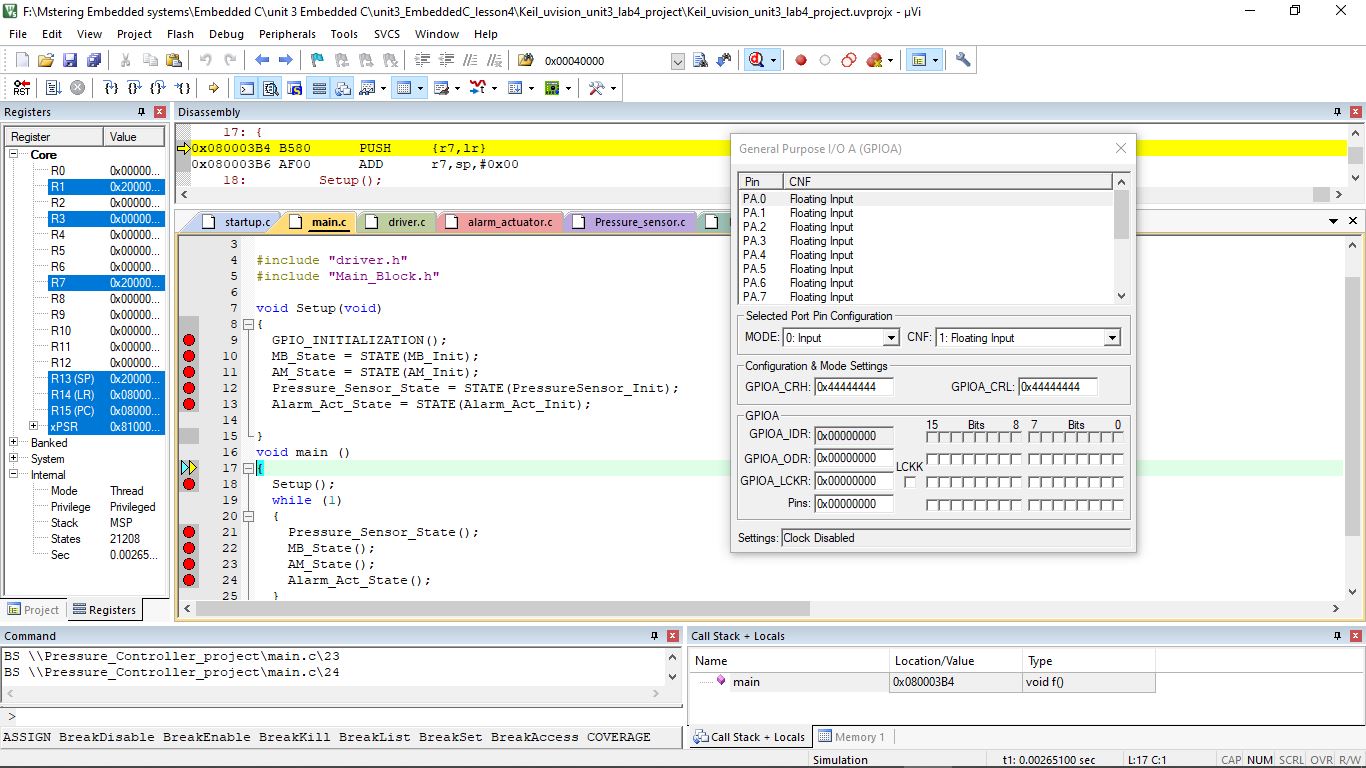 F:\Mstering Embedded systems\Embedded C\unit 3 Embedded C\unit3_EmbededC_lesson4\Keil_uvision_unit3_lab4_project\Keil_uvision_unit3_lab4_project.uvprojx - µVi
File Edit View Project Flash Debug Peripherals Tools SVCS Window Help
0x00040000
RST
Registers
Register Value
Core
R0 0x00000...
R1 0x20000...
R2 0x00000...
R3 0x20000...
R4 0x00000...
R5 0x00000...
R6 0x00000...
R7 0x20000...
R8 0x00000...
R9 0x00000...
R10 0x00000...
R11 0x00000...
R12 0x00000...
R13 (SP) 0x20000...
R14 (LR) 0x08000...
R15 (PC) 0x08000...
xPSR 0x81000...
Banked
System
Internal
Mode Thread
Privilege Privileged
Stack MSP
States 21208
Sec 0.00265...
Project Registers
Disassembly
17: {
0x080003B4 B580 PUSH {r7,lr}
0x080003B6 AF00 ADD r7,sp,#0x00
18: Setup();
startup.c main.c driver.c alarm_actuator.c Pressure_sensor.c
3
4 #include "driver.h"
5 #include "Main_Block.h"
6
7 void Setup(void)
8 {
9 GPIO_INITIALIZATION();
10 MB_State = STATE(MB_Init);
11 AM_State = STATE(AM_Init);
12 Pressure_Sensor_State = STATE(PressureSensor_Init);
13 Alarm_Act_State = STATE(Alarm_Act_Init);
14
15 }
16 void main ()
17 {
18 Setup();
19 while (1)
20 {
21 Pressure_Sensor_State();
22 MB_State();
23 AM_State();
24 Alarm_Act_State();
25 }
General Purpose I/O A (GPIOA)
Pin CNF
PA.0 Floating Input
PA.1 Floating Input
PA.2 Floating Input
PA.3 Floating Input
PA.4 Floating Input
PA.5 Floating Input
PA.6 Floating Input
PA.7 Floating Input
Selected Port Pin Configuration
MODE: 0: Input CNF: 1: Floating Input
Configuration & Mode Settings
GPIOA_CRH: 0x44444444 GPIOA_CRL: 0x44444444
GPIOA
15 Bits 8 7 Bits 0
GPIOA_IDR: 0x00000000
GPIOA_ODR: 0x00000000
LCKK
GPIOA_LCKR: 0x00000000
Pins: 0x00000000
Settings: Clock Disabled
Command
BS \\Pressure_Controller_project\main.c\23
BS \\Pressure_Controller_project\main.c\24
>
ASSIGN BreakDisable BreakEnable BreakKill BreakList BreakSet BreakAccess COVERAGE
Call Stack + Locals
Name Location/Value Type
main 0x080003B4 void f()
Call Stack + Locals Memory 1
Simulation t1: 0.00265100 sec L:17 C:1 CAP NUM SCRL OVR R/W